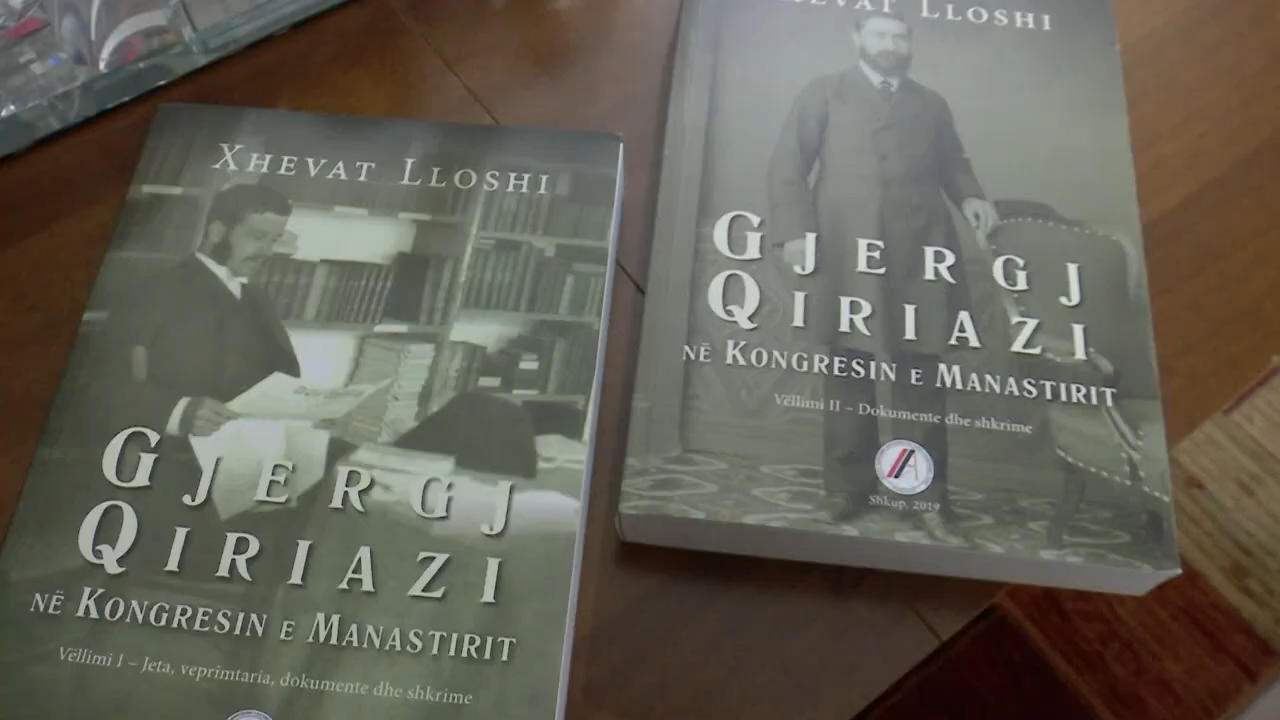 XHEVAT LLOSHI
GJERGJ
QIRIAZI
NË KONGRESIN E MANASTIRIT
Vëllimi I – Jeta, veprimtaria, dokumente dhe shkrime
XHEVAT LLOSHI
GJERGJ
QIRIAZI
NË KONGRESIN E MANASTIRIT
Vëllimi II – Dokumente dhe shkrime
Shkup, 2019